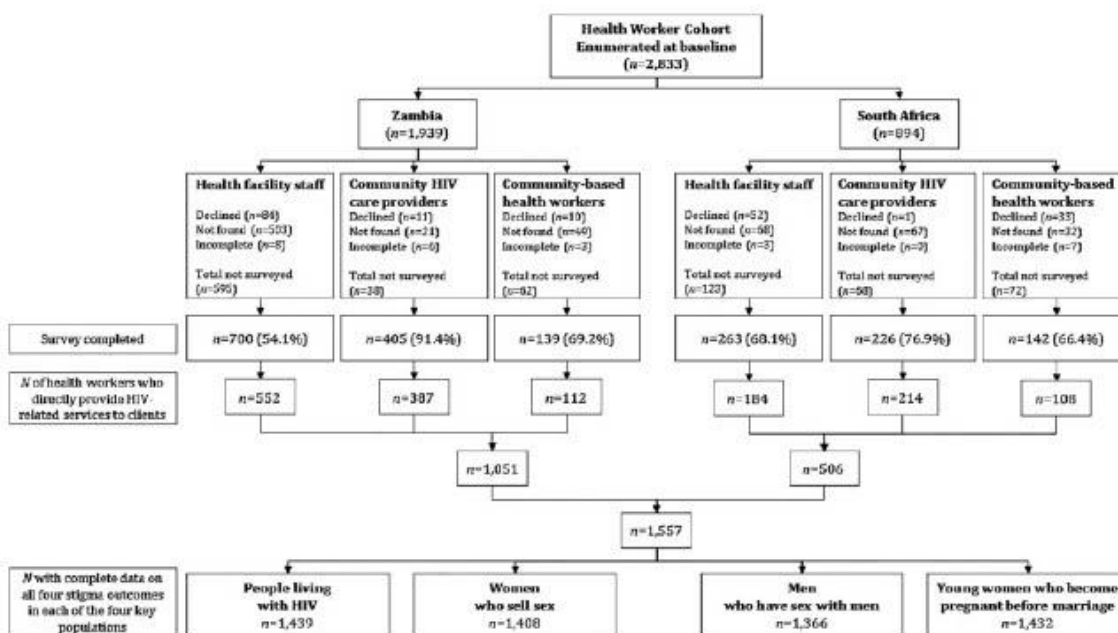 Health Worker Cohort
Enumerated at baseline
(n=2,833)
Zambia
(n=1,939)
South Africa
(n=894)
Health facility staff
Declined (n=84)
Not found (n=503)
Incomplete (n=8)
Total not surveyed
(n=595)
Community HIV
care providers
Declined (n=11)
Not found (n=21)
Incomplete (n=6)
Total not surveyed
(n=38)
Community-based
health workers
Declined (n=10)
Not found (n=49)
Incomplete (n=3)
Total not surveyed
(n=62)
Health facility staff
Declined (n=52)
Not found (n=68)
Incomplete (n=3)
Total not surveyed
(n=123)
Community HIV
care providers
Declined (n=1)
Not found (n=67)
Incomplete (n=0)
Total not surveyed
(n=68)
Community-based
health workers
Declined (n=33)
Not found (n=32)
Incomplete (n=7)
Total not surveyed
(n=72)
Survey completed
n=700 (54.1%)
n=405 (91.4%)
n=139 (69.2%)
n=263 (68.1%)
n=226 (76.9%)
n=142 (66.4%)
N of health workers who
directly provide HIV-
related services to clients
n=552
n=387
n=112
n=184
n=214
n=108
n=1,051
n=506
n=1,557
N with complete data on
all four stigma outcomes
in each of the four key
populations
People living
with HIV
n=1,439
Women
who sell sex
n=1,408
Men
who have sex with men
n=1,366
Young women who become
pregnant before marriage
n=1,432